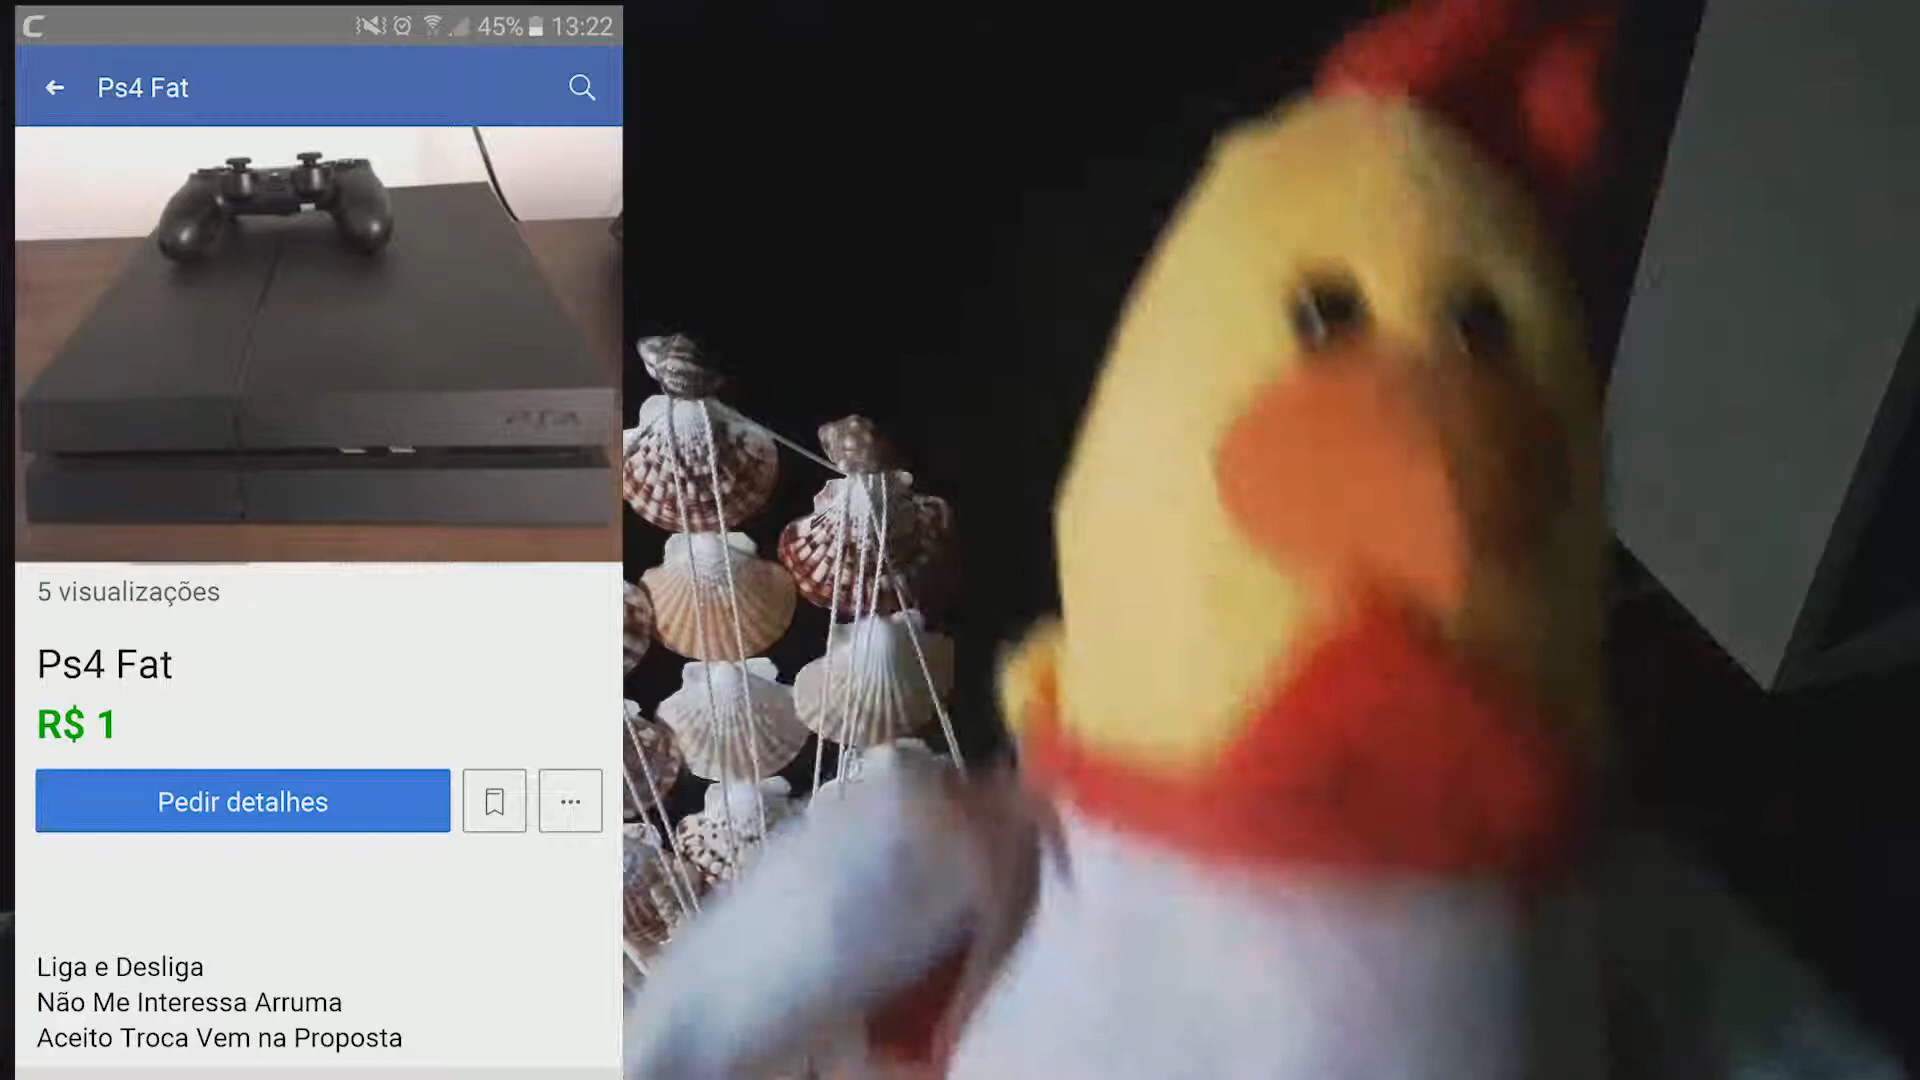 45% 13:22
Ps4 Fat
PS4
5 visualizações
Ps4 Fat
R$ 1
Pedir detalhes
Liga e Desliga
Não Me Interessa Arruma
Aceito Troca Vem na Proposta